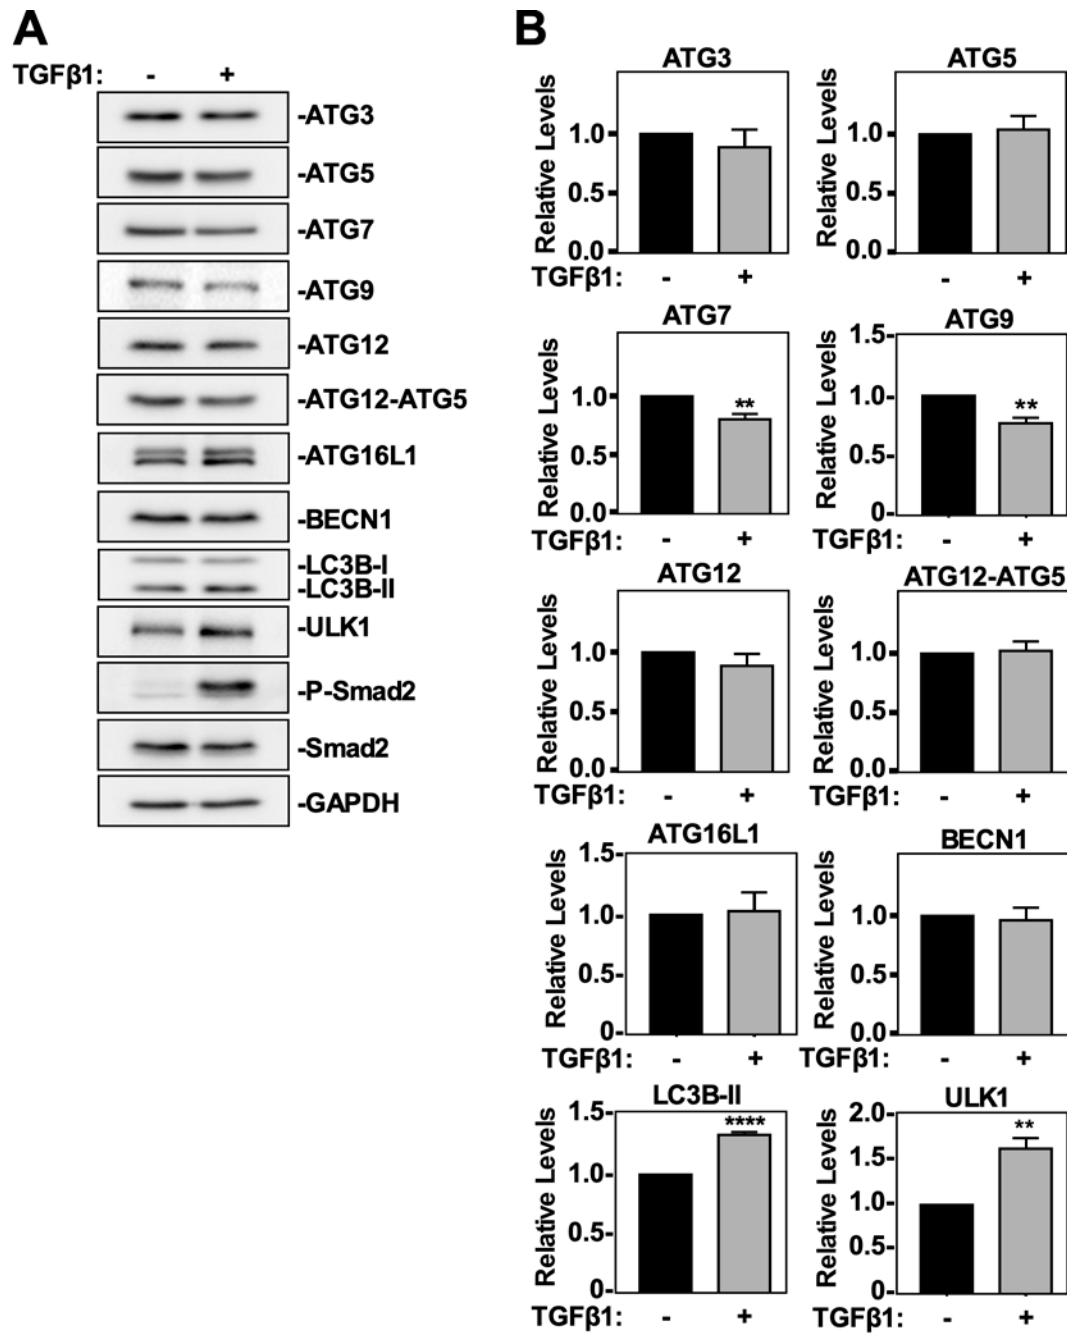 A
TGFβ1: - +
-ATG3
-ATG5
-ATG7
-ATG9
-ATG12
-ATG12-ATG5
-ATG16L1
-BECN1
-LC3B-I
-LC3B-II
-ULK1
-P-Smad2
-Smad2
-GAPDH
B
ATG3
Relative Levels
1.0
0.5
0.0
TGFβ1: - +
ATG5
Relative Levels
1.0
0.5
0.0
TGFβ1: - +
ATG7
Relative Levels
1.0
0.5
0.0
**
TGFβ1: - +
ATG9
Relative Levels
1.5
1.0
0.5
0
**
TGFβ1: - +
ATG12
Relative Levels
1.0
0.5
0.0
TGFβ1: - +
ATG12-ATG5
Relative Levels
1.0
0.5
0.0
TGFβ1: - +
ATG16L1
Relative Levels
1.5
1.0
0.5
0
TGFβ1: - +
BECN1
Relative Levels
1.0
0.5
0.0
TGFβ1: - +
LC3B-II
Relative Levels
1.5
1.0
0.5
0
****
TGFβ1: - +
ULK1
Relative Levels
2.0
1.5
1.0
0.5
0
**
TGFβ1: - +